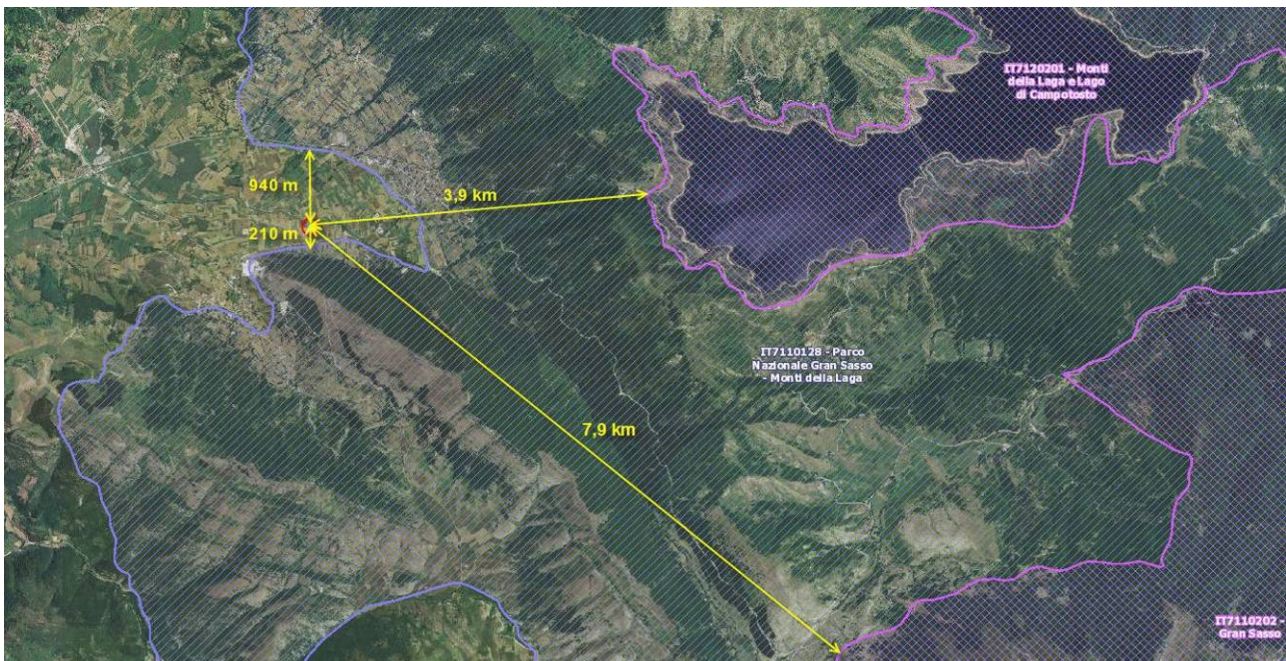 IT7120201 - Monti
della Laga e Lago
di Campotosto
940 m
3,9 km
210 m
IT7110128 - Parco
Nazionale Gran Sasso
- Monti della Laga
7,9 km
IT7110202 -
Gran Sasso